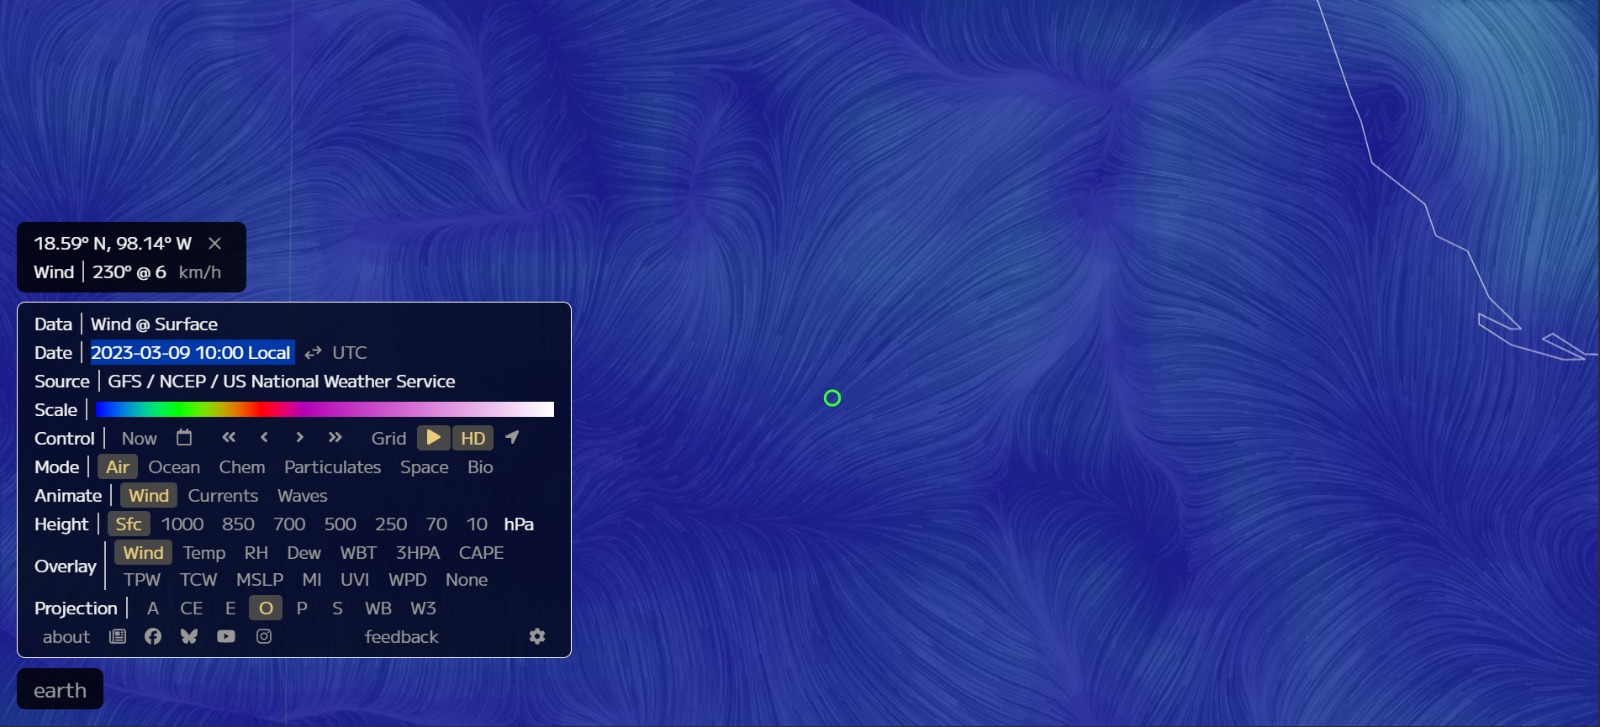 18.59° N, 98.14° W ×
Wind | 230° @ 6 km/h
Data | Wind @ Surface
Date | 2023-03-09 10:00 Local ⇄ UTC
Source | GFS / NCEP / US National Weather Service
Scale |
Control | Now « ‹ › » Grid ▶ HD
Mode | Air Ocean Chem Particulates Space Bio
Animate | Wind Currents Waves
Height | Sfc 1000 850 700 500 250 70 10 hPa
Overlay | Wind Temp RH Dew WBT 3HPA CAPE
TPW TCW MSLP MI UVI WPD None
Projection | A CE E O P S WB W3
about feedback
earth